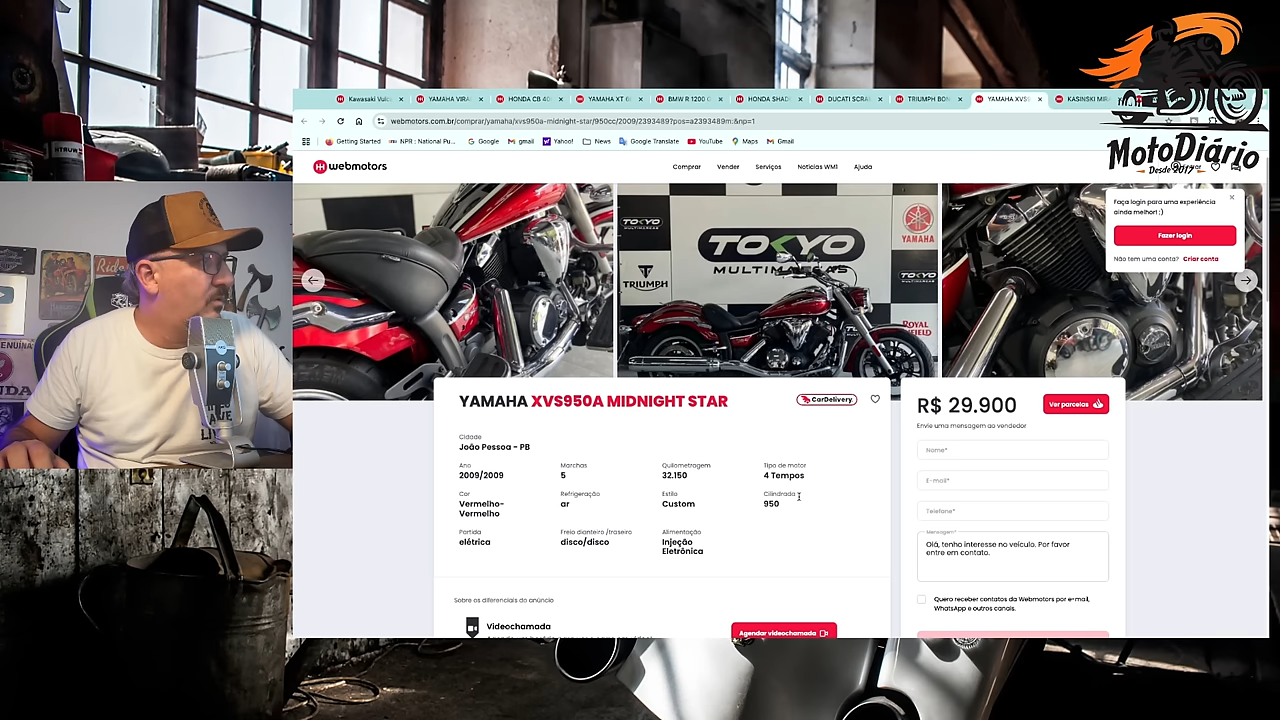 MotoDiário
Desde 2017
Kawasaki Vulc
YAMAHA VIRA
HONDA CB 40
YAMAHA XT 6
BMW R 1200 G
HONDA SHAD
DUCATI SCRA
TRIUMPH BON
YAMAHA XVS9
KASINSKI MIRA
webmotors.com.br/comprar/yamaha/xvs950a-midnight-star/950cc/2009/2393489?pos=a2393489m:&np=1
Getting Started
NPR : National Pu...
Google
gmail
Yahoo!
News
Google Translate
YouTube
Maps
Gmail
webmotors
Comprar
Vender
Serviços
Notícias WM1
Ajuda
Faça login para uma experiência
ainda melhor! ;)
Fazer login
Não tem uma conta? Criar conta
TOKYO
MULTIMARCAS
TOKYO
MULTIMARCAS
TRIUMPH
YAMAHA
TOKYO
ROYAL
YAMAHA XVS950A MIDNIGHT STAR
CarDelivery
Cidade
João Pessoa - PB
Ano
2009/2009
Marchas
5
Quilometragem
32.150
Tipo de motor
4 Tempos
Cor
Vermelho-
Vermelho
Refrigeração
ar
Estilo
Custom
Cilindrada
950
Partida
elétrica
Freio dianteiro /traseiro
disco/disco
Alimentação
Injeção
Eletrônica
Sobre os diferenciais do anúncio
Videochamada
Agendar videochamada
R$ 29.900
Ver parcelas
Envie uma mensagem ao vendedor
Nome*
E-mail*
Telefone*
Mensagem*
Olá, tenho interesse no veículo. Por favor
entre em contato.
Quero receber contatos da Webmotors por e-mail,
WhatsApp e outros canais.